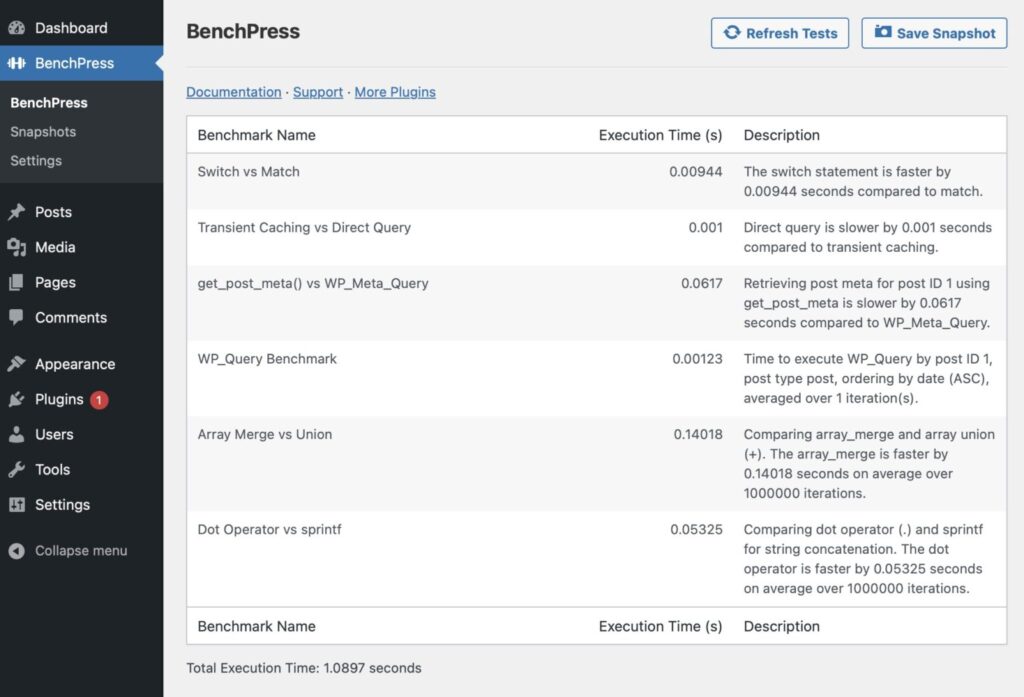 Dashboard
BenchPress
BenchPress
Snapshots
Settings
Posts
Media
Pages
Comments
Appearance
Plugins 1
Users
Tools
Settings
Collapse menu
BenchPress
Refresh Tests
Save Snapshot
Documentation · Support · More Plugins
Benchmark Name Execution Time (s) Description
Switch vs Match 0.00944 The switch statement is faster by
0.00944 seconds compared to match.
Transient Caching vs Direct Query 0.001 Direct query is slower by 0.001 seconds
compared to transient caching.
get_post_meta() vs WP_Meta_Query 0.0617 Retrieving post meta for post ID 1 using
get_post_meta is slower by 0.0617
seconds compared to WP_Meta_Query.
WP_Query Benchmark 0.00123 Time to execute WP_Query by post ID 1,
post type post, ordering by date (ASC),
averaged over 1 iteration(s).
Array Merge vs Union 0.14018 Comparing array_merge and array union
(+). The array_merge is faster by
0.14018 seconds on average over
1000000 iterations.
Dot Operator vs sprintf 0.05325 Comparing dot operator (.) and sprintf
for string concatenation. The dot
operator is faster by 0.05325 seconds
on average over 1000000 iterations.
Benchmark Name Execution Time (s) Description
Total Execution Time: 1.0897 seconds